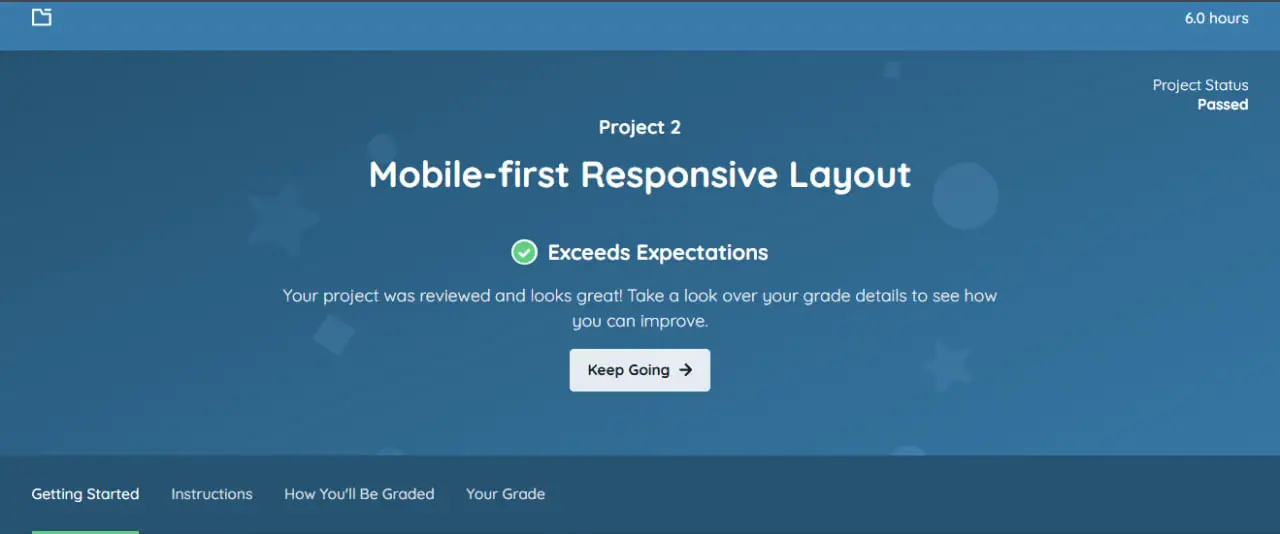 6.0 hours
Project Status
Passed
Project 2
Mobile-first Responsive Layout
Exceeds Expectations
Your project was reviewed and looks great! Take a look over your grade details to see how
you can improve.
Keep Going
Getting Started
Instructions
How You'll Be Graded
Your Grade